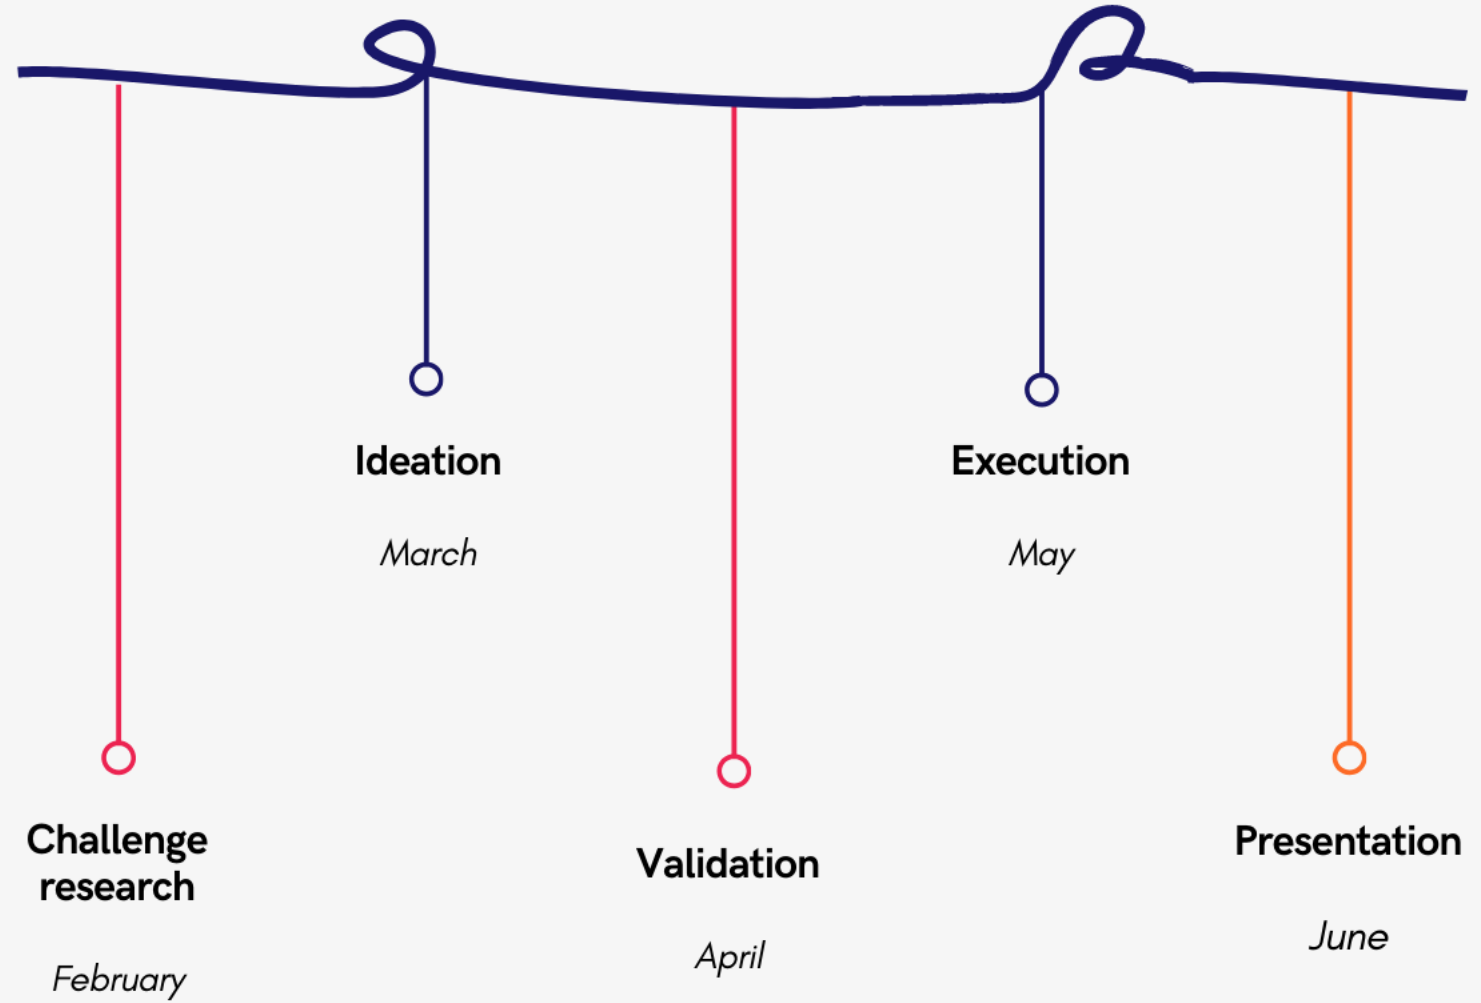 Challenge
research
February
Ideation
March
Validation
April
Execution
May
Presentation
June